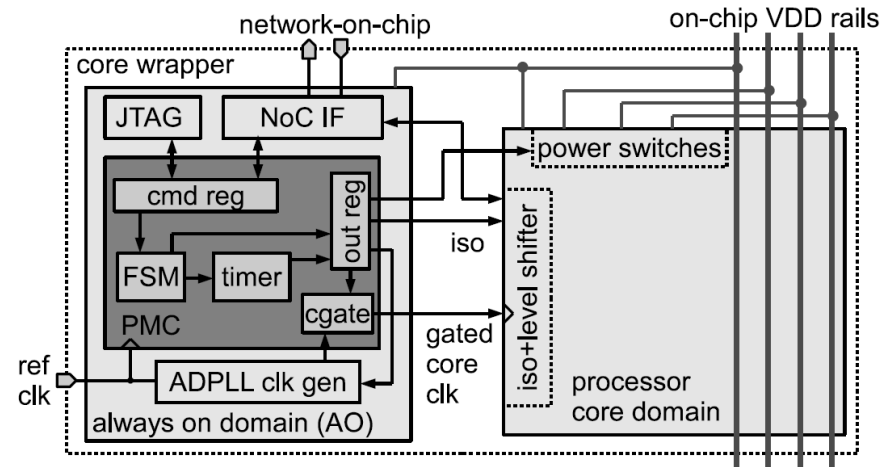 network-on-chip
on-chip VDD rails
core wrapper
JTAG
NoC IF
power switches
cmd reg
out reg
iso
iso+level shifter
FSM
timer
cgate
PMC
gated
core
clk
ref
clk
ADPLL clk gen
processor
core domain
always on domain (AO)